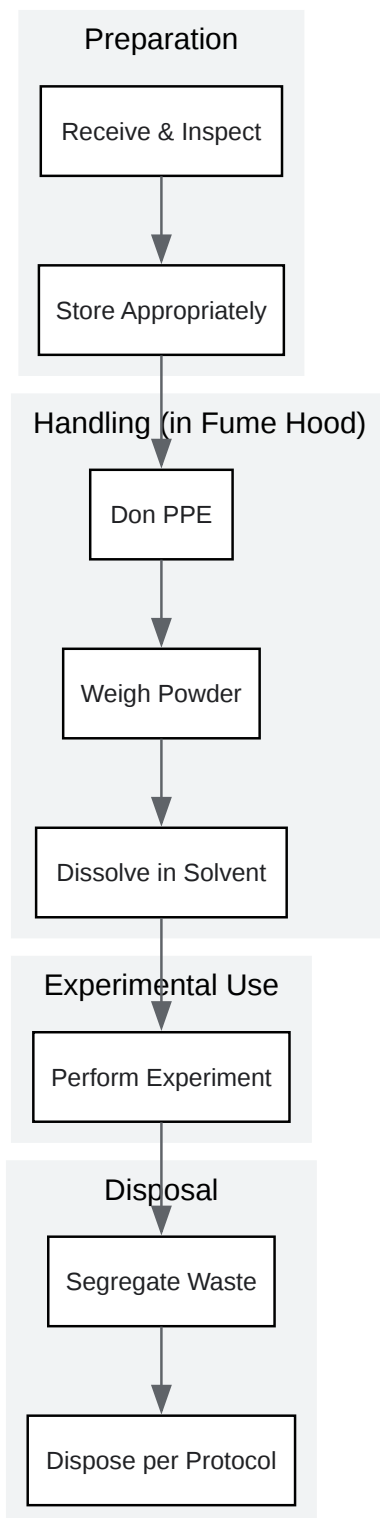 Preparation
Receive & Inspect
Store Appropriately
Handling (in Fume Hood)
Don PPE
Weigh Powder
Dissolve in Solvent
Experimental Use
Perform Experiment
Disposal
Segregate Waste
Dispose per Protocol